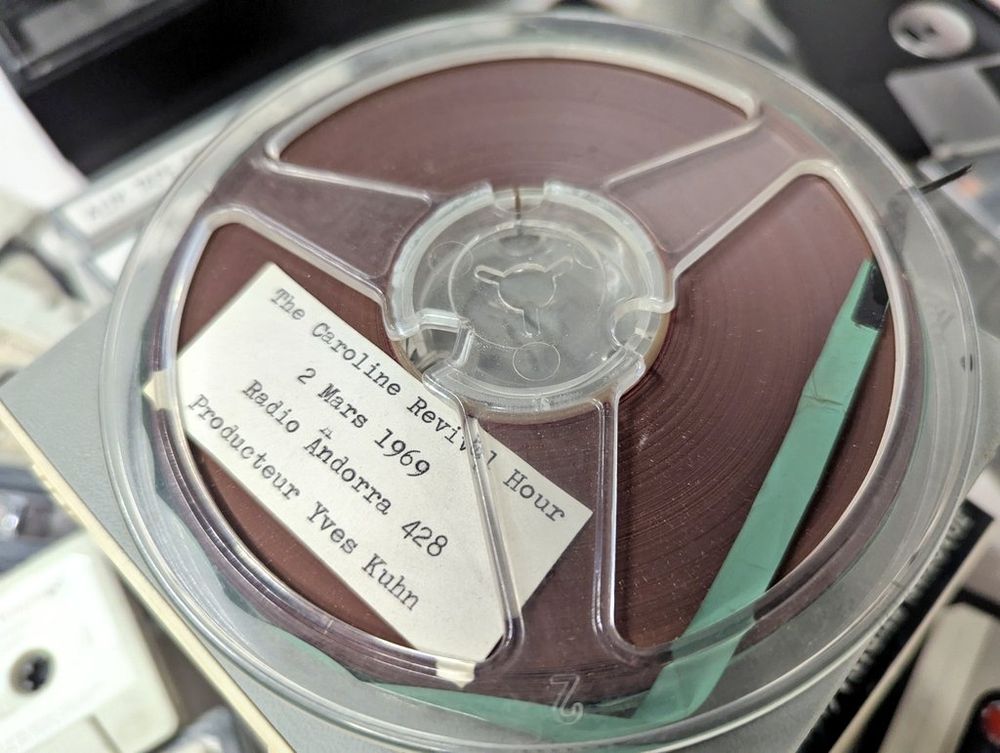 The Caroline Revival Hour
2 Mars 1969
Radio Andorra 428
Producteur Yves Kuhn